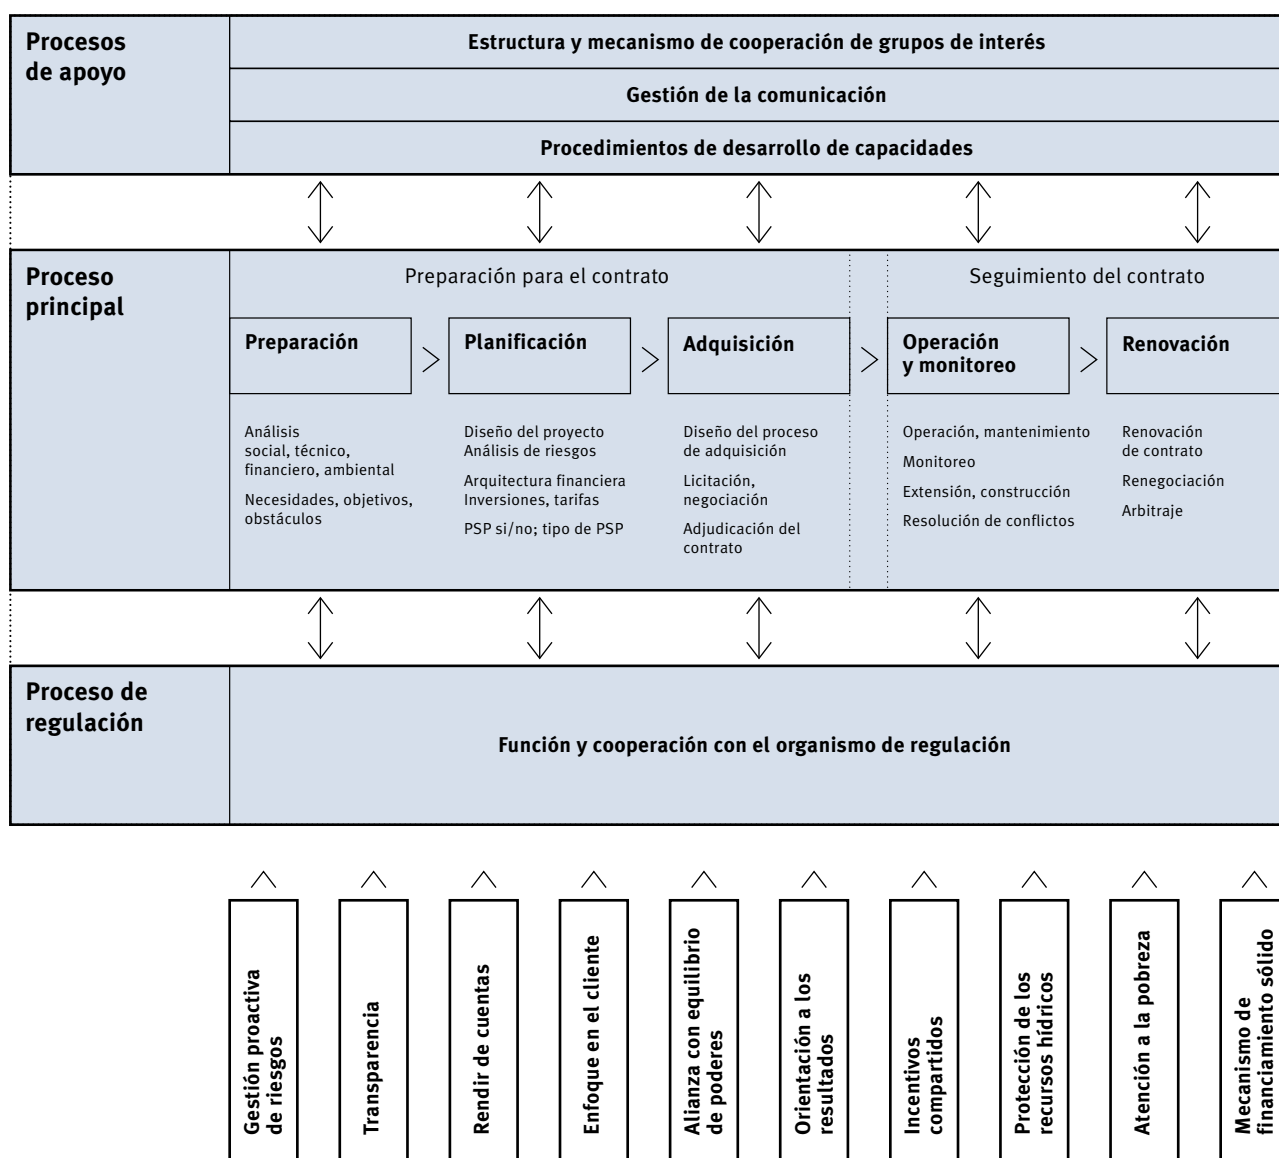 Procesos
de apoyo
Estructura y mecanismo de cooperación de grupos de interés
Gestión de la comunicación
Procedimientos de desarrollo de capacidades
Proceso
principal
Preparación para el contrato
Seguimiento del contrato
Preparación
Planificación
Adquisición
Operación
y monitoreo
Renovación
Análisis
social, técnico,
financiero, ambiental
Necesidades, objetivos,
obstáculos
Diseño del proyecto
Análisis de riesgos
Arquitectura financiera
Inversiones, tarifas
PSP si/no; tipo de PSP
Diseño del proceso
de adquisición
Licitación,
negociación
Adjudicación del
contrato
Operación, mantenimiento
Monitoreo
Extensión, construcción
Resolución de conflictos
Renovación
de contrato
Renegociación
Arbitraje
Proceso de
regulación
Función y cooperación con el organismo de regulación
Gestión proactiva
de riesgos
Transparencia
Rendir de cuentas
Enfoque en el cliente
Alianza con equilibrio
de poderes
Orientación a los
resultados
Incentivos
compartidos
Protección de los
recursos hídricos
Atención a la pobreza
Mecanismo de
financiamiento sólido